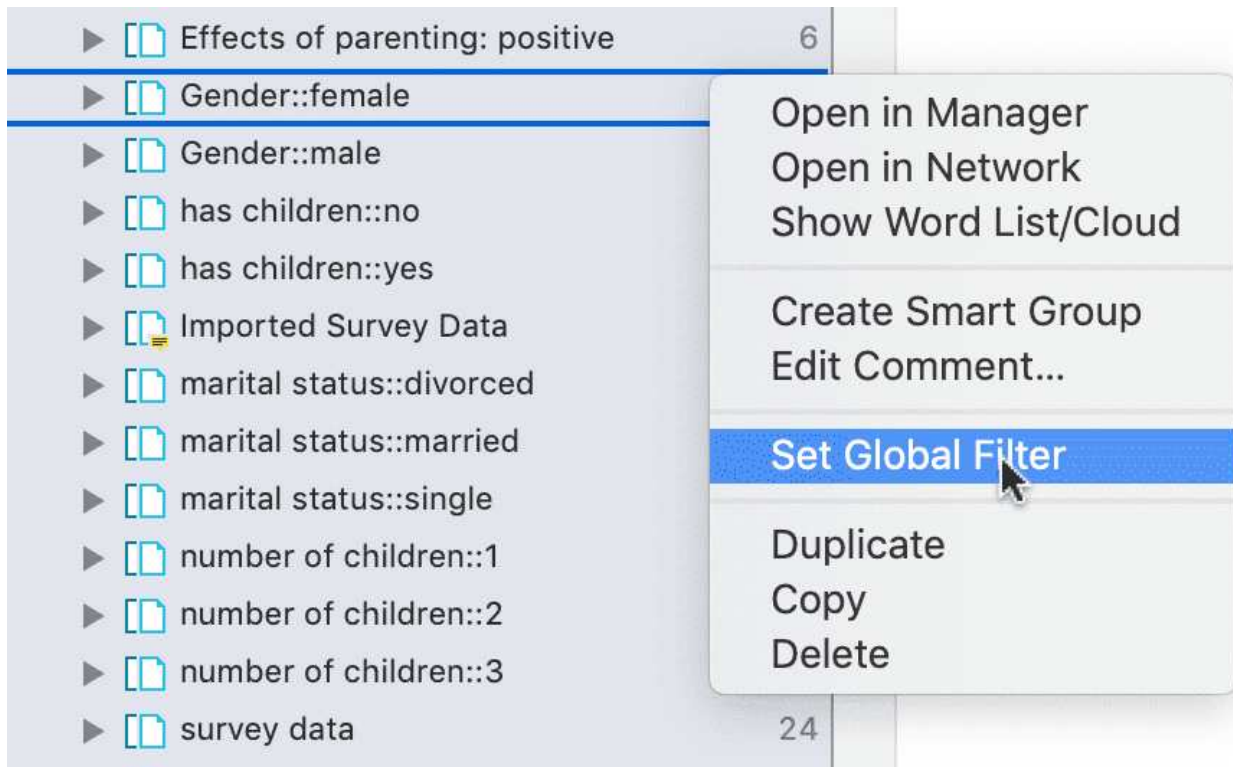 Effects of parenting: positive 6
Gender::female
Gender::male
has children::no
has children::yes
Imported Survey Data
marital status::divorced
marital status::married
marital status::single
number of children::1
number of children::2
number of children::3
survey data 24
Open in Manager
Open in Network
Show Word List/Cloud
Create Smart Group
Edit Comment...
Set Global Filter
Duplicate
Copy
Delete